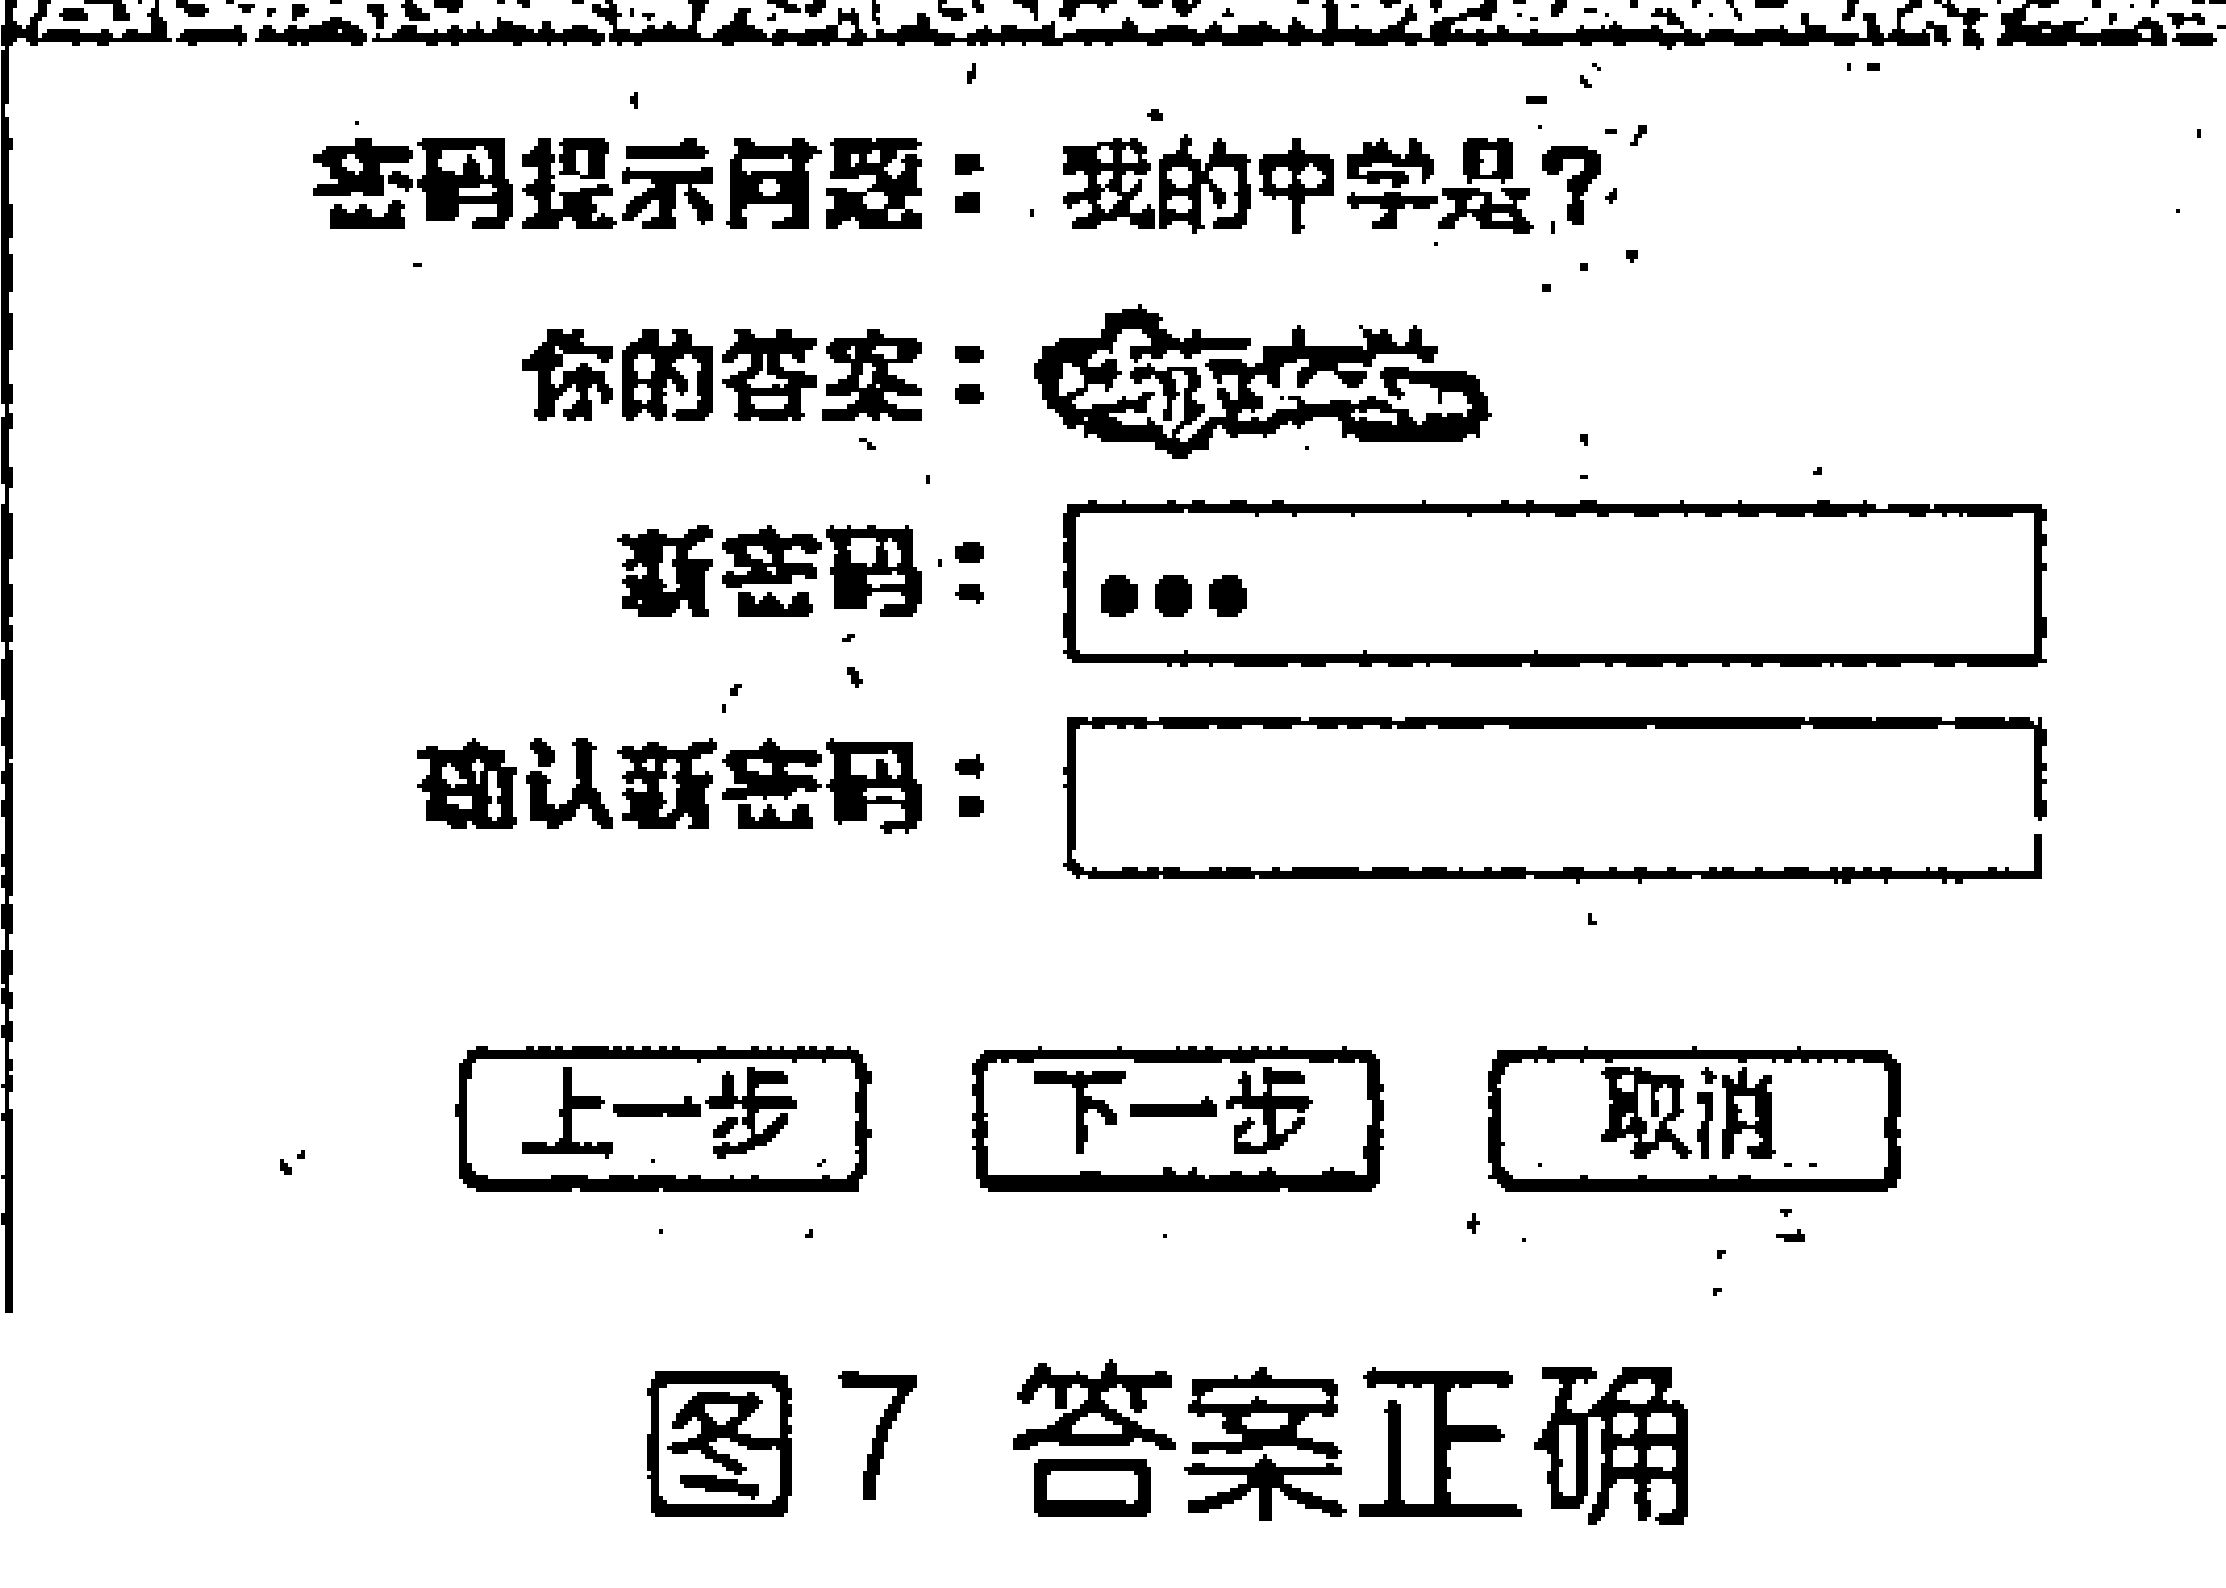 密码提示问题： 我的中学是?
你的答案：
新密码： ●●●
确认新密码：
上一步 下一步 取消
图 7 答案正确